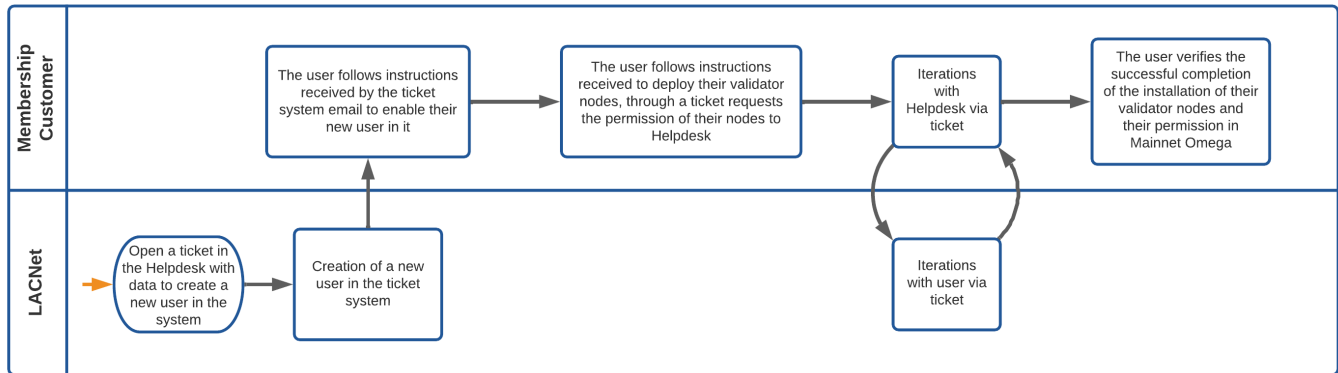 Membership
Customer
The user follows instructions
received by the ticket
system email to enable their
new user in it
The user follows instructions
received to deploy their validator
nodes, through a ticket requests
the permission of their nodes to
Helpdesk
Iterations
with
Helpdesk via
ticket
The user verifies the
successful completion
of the installation of their
validator nodes and
their permission in
Mainnet Omega
LACNet
Open a ticket in
the Helpdesk with
data to create a
new user in the
system
Creation of a new
user in the ticket
system
Iterations
with user via
ticket